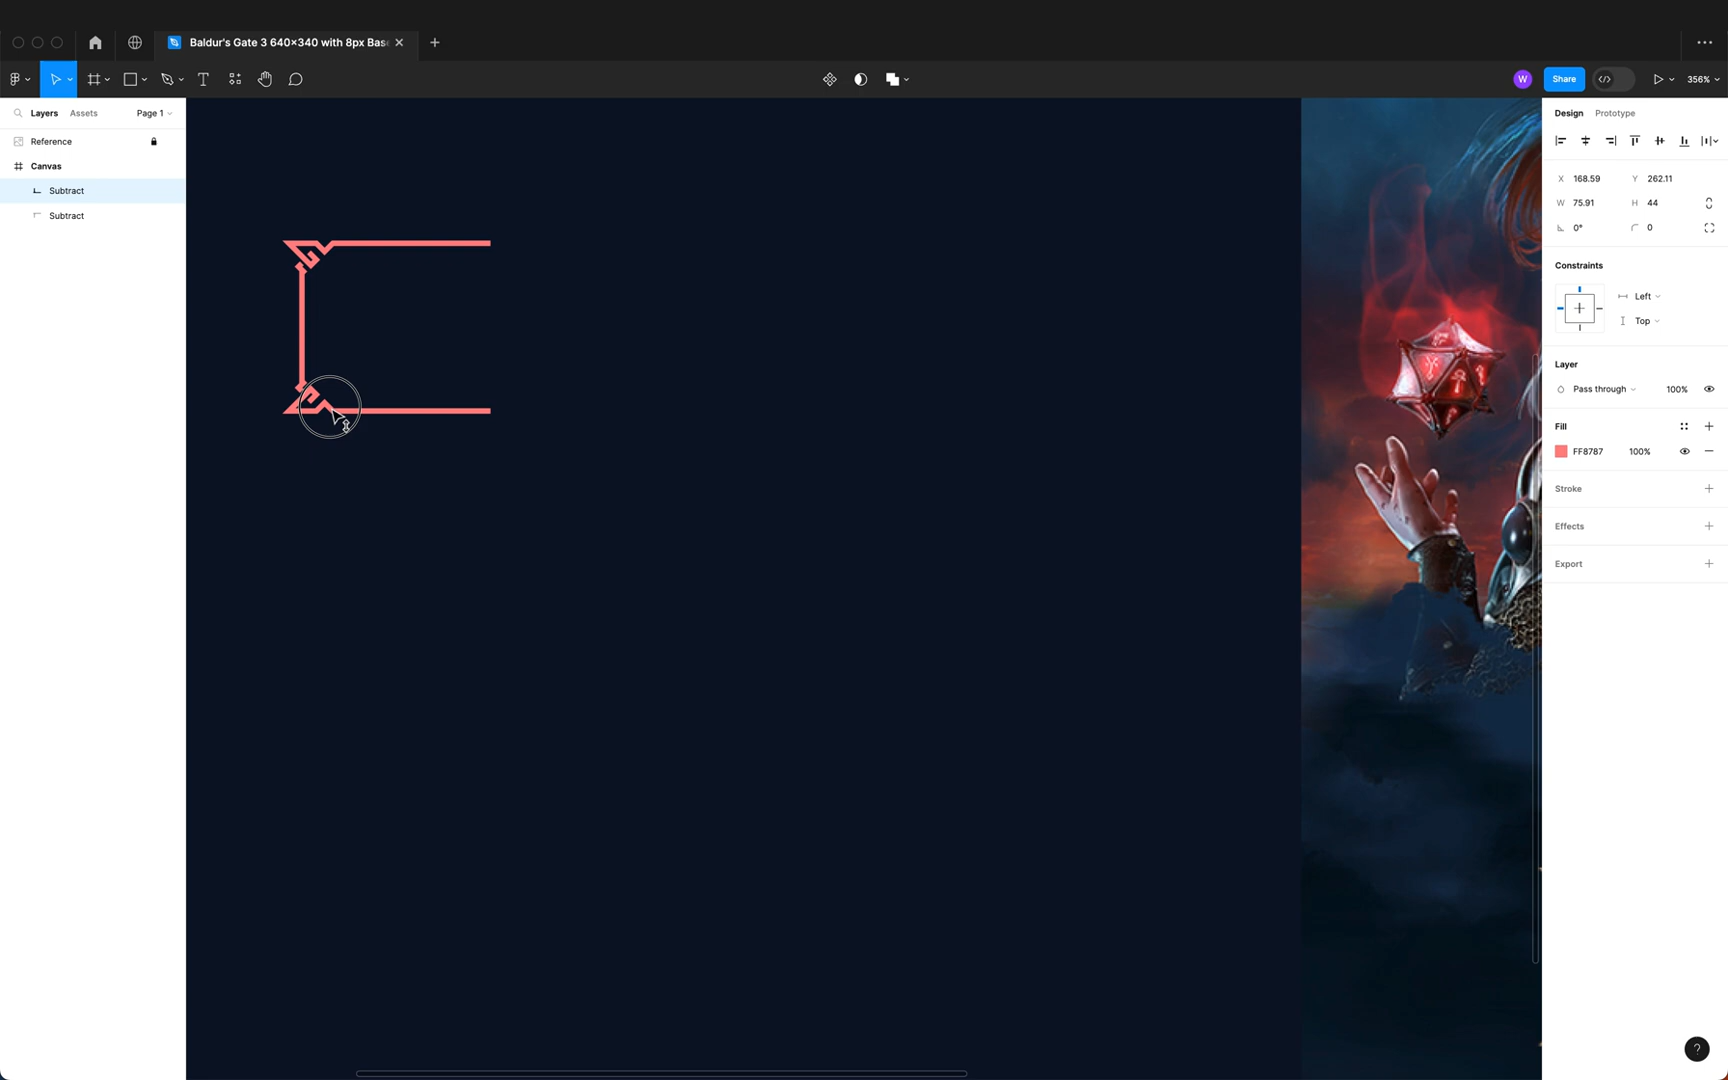 Baldur's Gate 3 640×340 with 8px Bas
W
Share
356%
Layers
Assets
Page 1
Design
Prototype
Reference
Canvas
Subtract
Subtract
X 168.59 Y 262.11
W 75.91 H 44
0° 0
Constraints
Left
Top
Layer
Pass through 100%
Fill
FF8787 100%
Stroke
Effects
Export
?